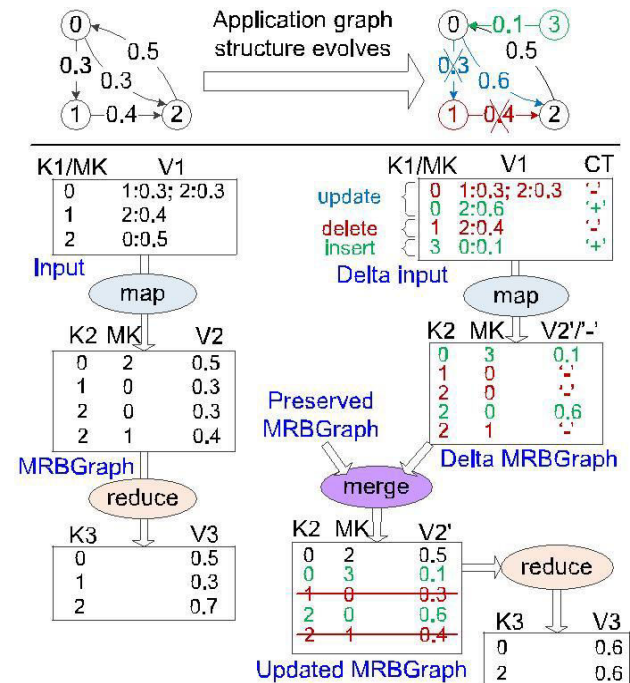 0
0.3
0.3
0.5
1
0.4
2
Application graph
structure evolves
0
0.1
3
0.3
0.6
0.5
1
0.4
2
K1/MK V1
0 1:0.3; 2:0.3
1 2:0.4
2 0:0.5
Input
map
K2 MK V2
0 2 0.5
1 0 0.3
2 0 0.3
2 1 0.4
MRBGraph
reduce
K3 V3
0 0.5
1 0.3
2 0.7
K1/MK V1 CT
update
delete
insert
0 1:0.3; 2:0.3 '-'
0 2:0.6 '+'
1 2:0.4 '-'
3 0:0.1 '+'
Delta input
map
K2 MK V2'/'-'
0 3 0.1
1 0 '-'
2 0 '-'
2 0 0.6
2 1 '-'
Delta MRBGraph
Preserved
MRBGraph
merge
K2 MK V2'
0 2 0.5
0 3 0.1
1 0 0.3
2 0 0.6
2 1 0.4
Updated MRBGraph
reduce
K3 V3
0 0.6
2 0.6